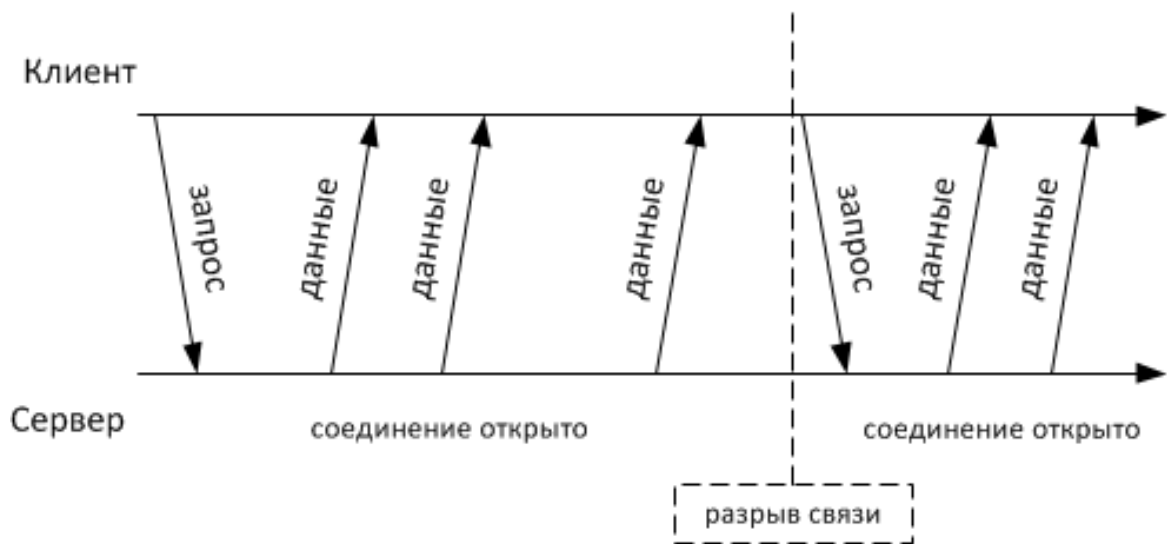 Клиент
запрос
данные
данные
данные
запрос
данные
данные
Сервер
соединение открыто
соединение открыто
разрыв связи